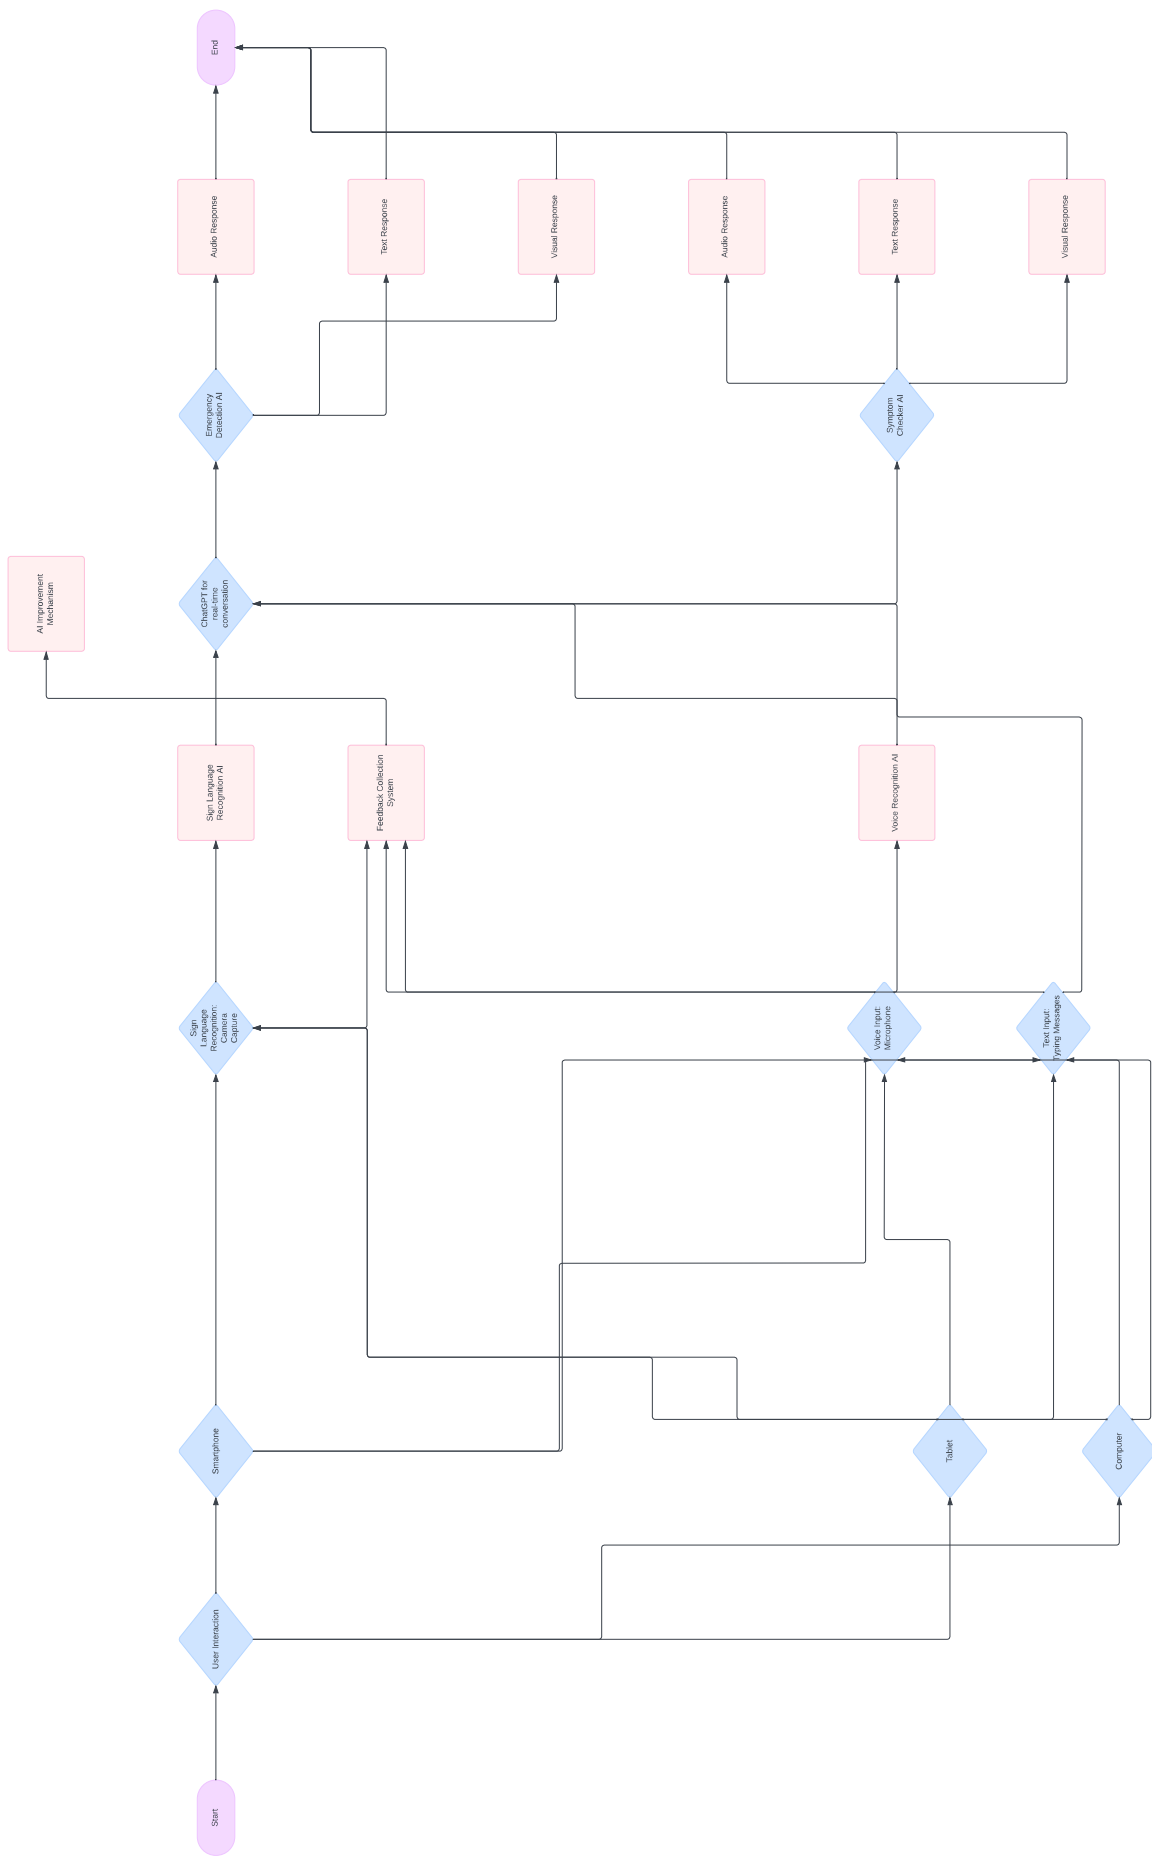 Start
User Interaction
Smartphone
Tablet
Computer
Sign
Language
Recognition:
Camera
Capture
Voice Input:
Microphone
Text Input:
Typing Messages
Sign Language
Recognition AI
Feedback Collection
System
Voice Recognition AI
AI Improvement
Mechanism
ChatGPT for
real-time
conversation
Emergency
Detection AI
Symptom
Checker AI
Audio Response
Text Response
Visual Response
Audio Response
Text Response
Visual Response
End